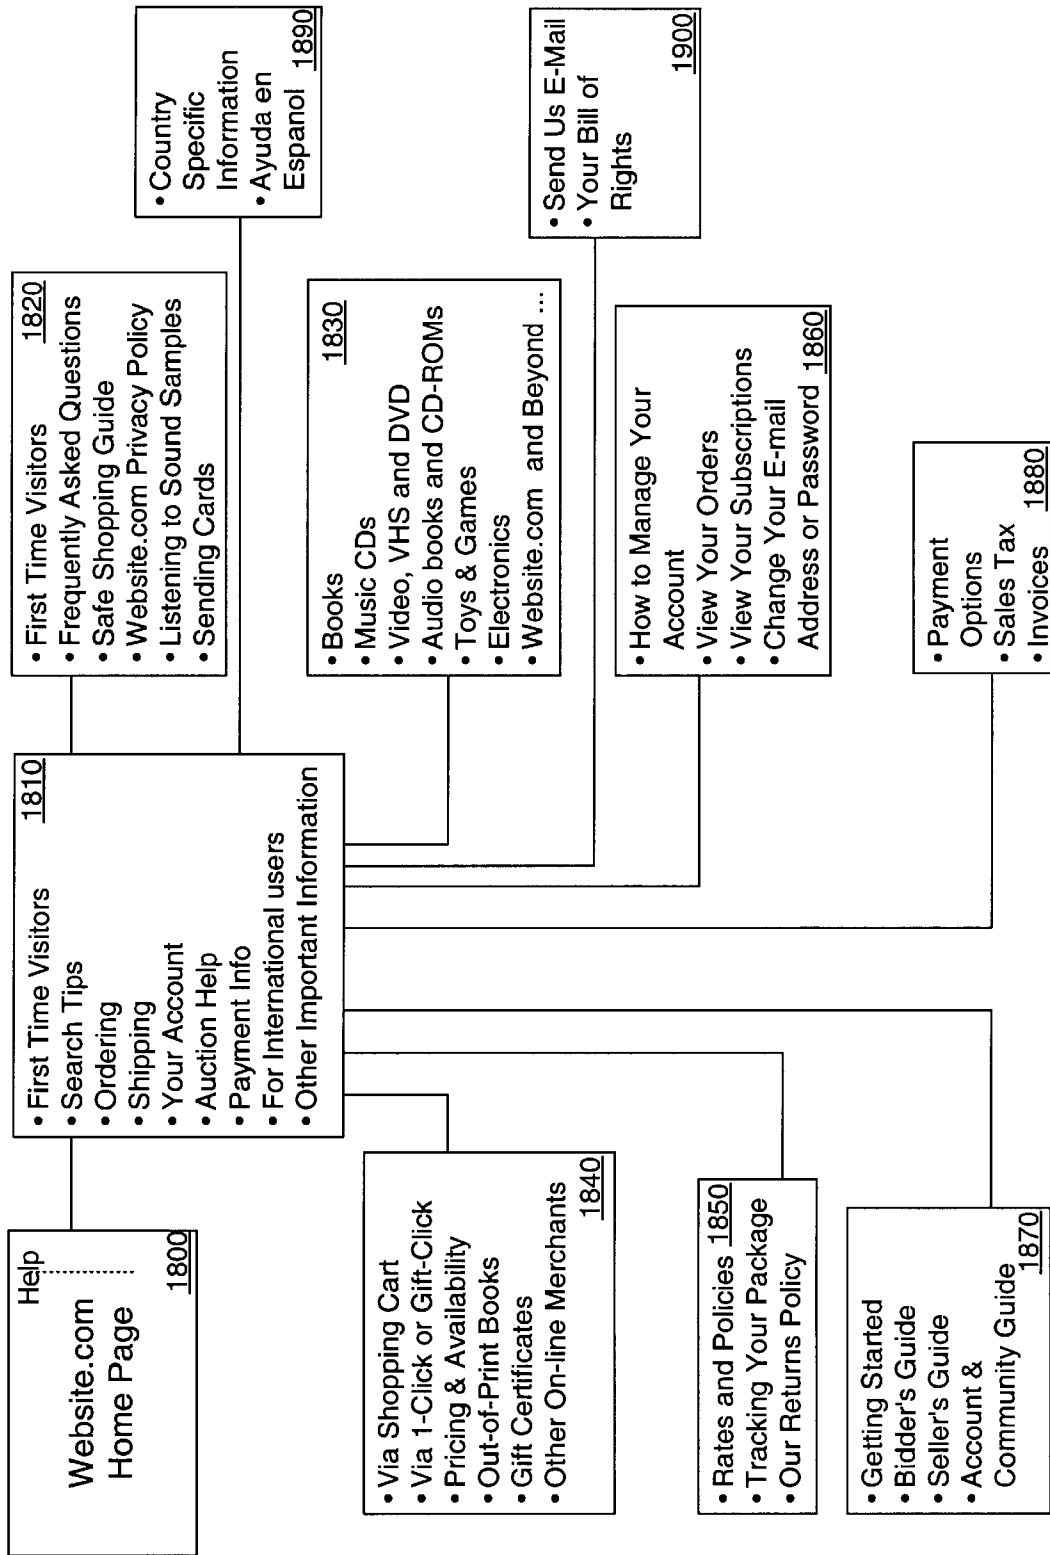 Help
Website.com
Home Page
1800
1810
• First Time Visitors
• Search Tips
• Ordering
• Shipping
• Your Account
• Auction Help
• Payment Info
• For International users
• Other Important Information
• First Time Visitors 1820
• Frequently Asked Questions
• Safe Shopping Guide
• Website.com Privacy Policy
• Listening to Sound Samples
• Sending Cards
• Country
Specific
Information
• Ayuda en
Espanol 1890
• Via Shopping Cart
• Via 1-Click or Gift-Click
• Pricing & Availability
• Out-of-Print Books
• Gift Certificates
• Other On-line Merchants
1840
• Books 1830
• Music CDs
• Video, VHS and DVD
• Audio books and CD-ROMs
• Toys & Games
• Electronics
• Website.com and Beyond ...
• Send Us E-Mail
• Your Bill of
Rights
1900
• Rates and Policies 1850
• Tracking Your Package
• Our Returns Policy
• How to Manage Your
Account
• View Your Orders
• View Your Subscriptions
• Change Your E-mail
Address or Password 1860
• Getting Started
• Bidder's Guide
• Seller's Guide
• Account &
Community Guide
1870
• Payment
Options
• Sales Tax
• Invoices 1880